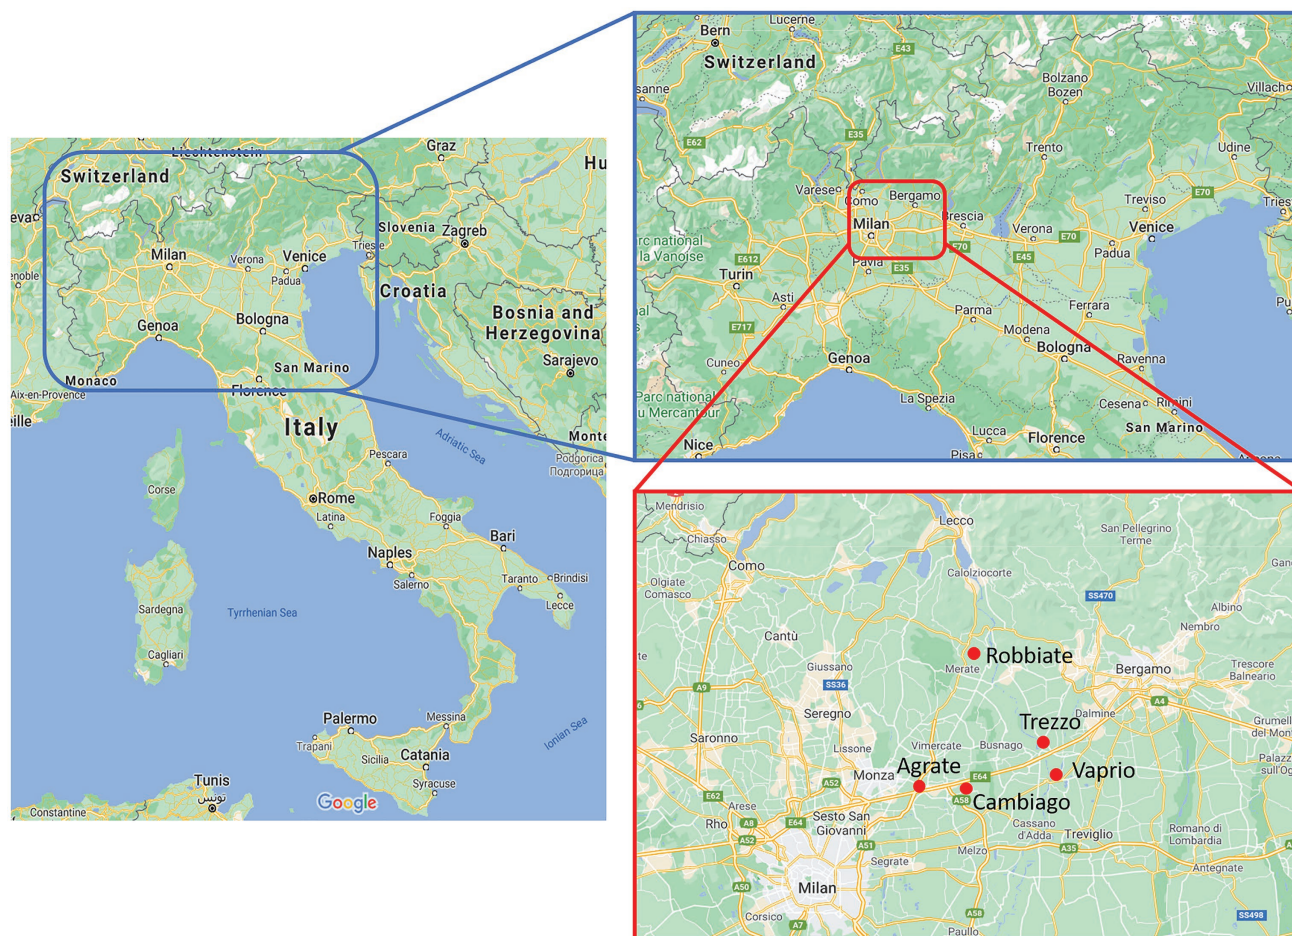 Liechtenstein
Graz
Switzerland
Hu
eva
Slovenia
Zagreb
Milan
Verona
Venice
Trieste
Padua
enoble
Croatia
Genoa
Bologna
Bosnia and
Herzegovina
San Marino
Sarajevo
Monaco
Florence
Aix-en-Provence
eille
Italy
Adriatic Sea
Monte
Pescara
Podgorica
Подгорица
Corse
Rome
Latina
Foggia
Bari
Naples
Salerno
Taranto
Brindisi
Lecce
Sardegna
Tyrrhenian Sea
Cagliari
Palermo
Messina
Ionian Sea
Trapani
Sicilia
Catania
Syracuse
Tunis
تونس
Google
Constantine
Lucerne
Bern
E43
Switzerland
Bolzano
Bozen
Villach
sanne
E62
E35
Trento
Udine
Varese
Como
Bergamo
E70
Treviso
Tries
Milan
Brescia
Verona
Venice
E70
E70
Padua
arc national
la Vanoise
E612
Pavia
E35
E45
Turin
Asti
Ferrara
Pu
al
s
E717
Parma
Modena
Bologna
Cuneo
Genoa
Ravenna
Parc national
u Mercantour
La Spezia
Cesena
Rimini
San Marino
Lucca
Florence
Nice
Pisa
Mendrisio
Lecco
San Pellegrino
Terme
Chiasso
Como
Calolziocorte
Gan
Olgiate
Comasco
SS470
Albino
Nembro
Cantù
te
Giussano
Merate
Robbiate
Bergamo
Trescore
Balneario
A9
SS36
A4
6
Seregno
Trezzo
Dalmine
Grumell
del Mont
Saronno
Lissone
Vimercate
Busnago
Palazz
sull'Og
Monza
Agrate
E64
Vaprio
A52
E62
Arese
A58
Cambiago
Rho
A8
E64
Sesto San
Giovanni
Cassano
d'Adda
Treviglio
Romano di
Lombardia
A52
A51
Segrate
Melzo
A35
Antegnate
A50
Milan
Corsico
A7
A58
SS498
Paullo